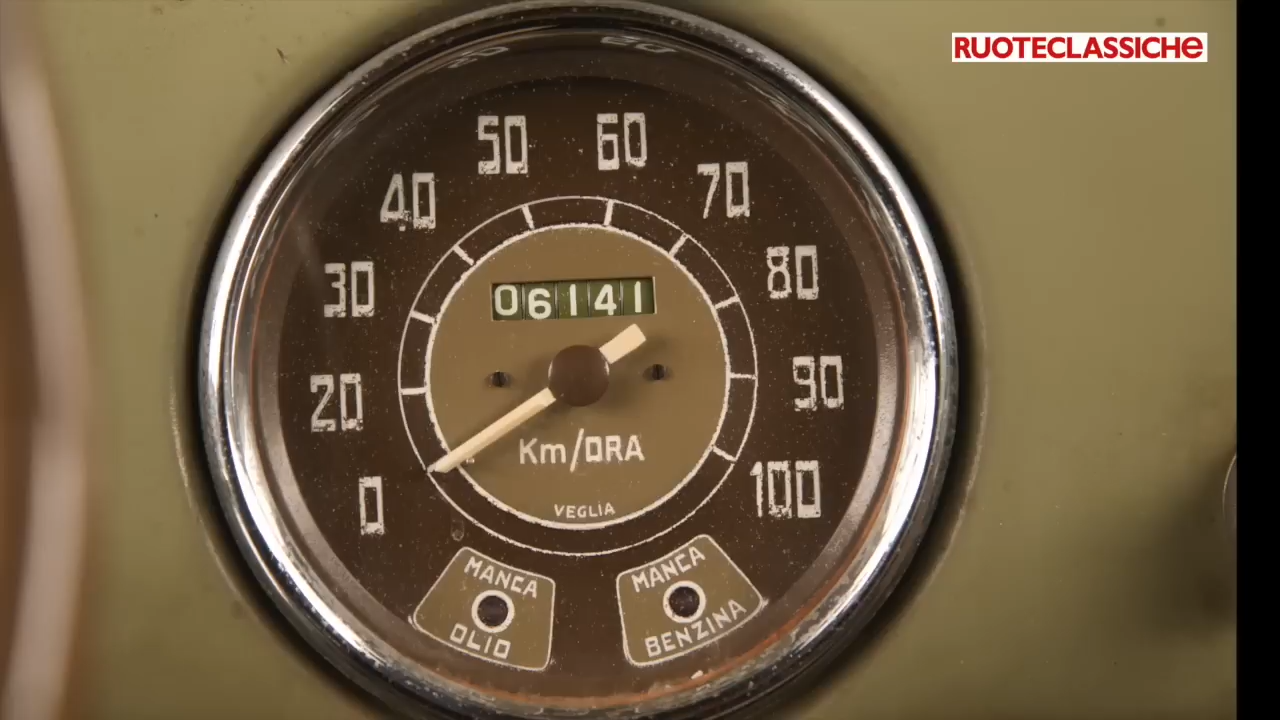 RUOTECLASSICHE
50 60
40 70
30 80
06141
20 90
Km/ORA
0 100
VEGLIA
MANCA MANCA
OLIO BENZINA